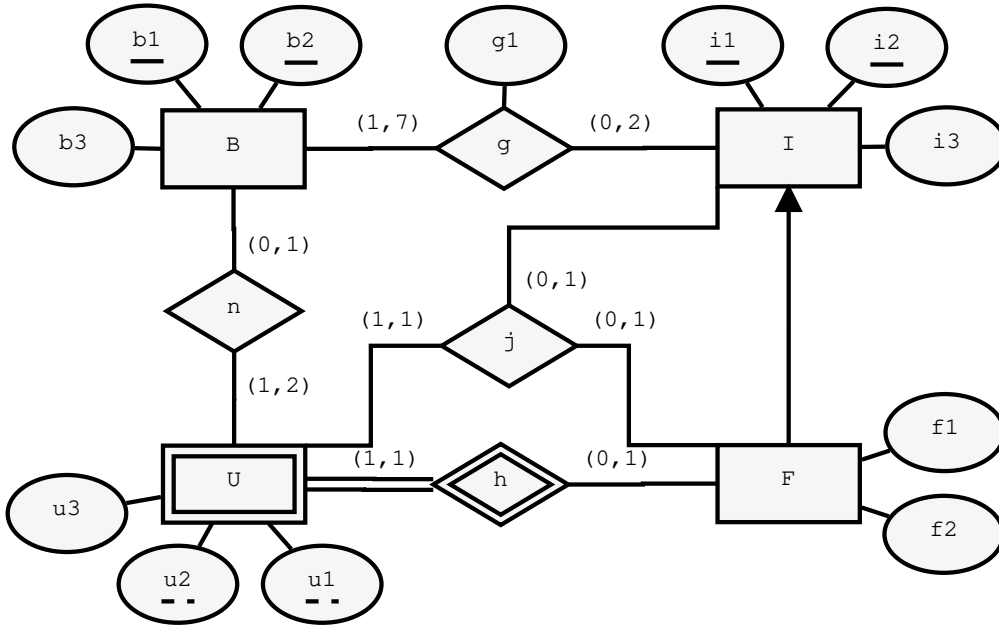 b1
b2
g1
i1
i2
b3
B
(1,7)
g
(0,2)
I
i3
(0,1)
(0,1)
n
(1,1)
(0,1)
j
(1,2)
f1
(1,1)
(0,1)
U
h
F
u3
f2
u2
u1